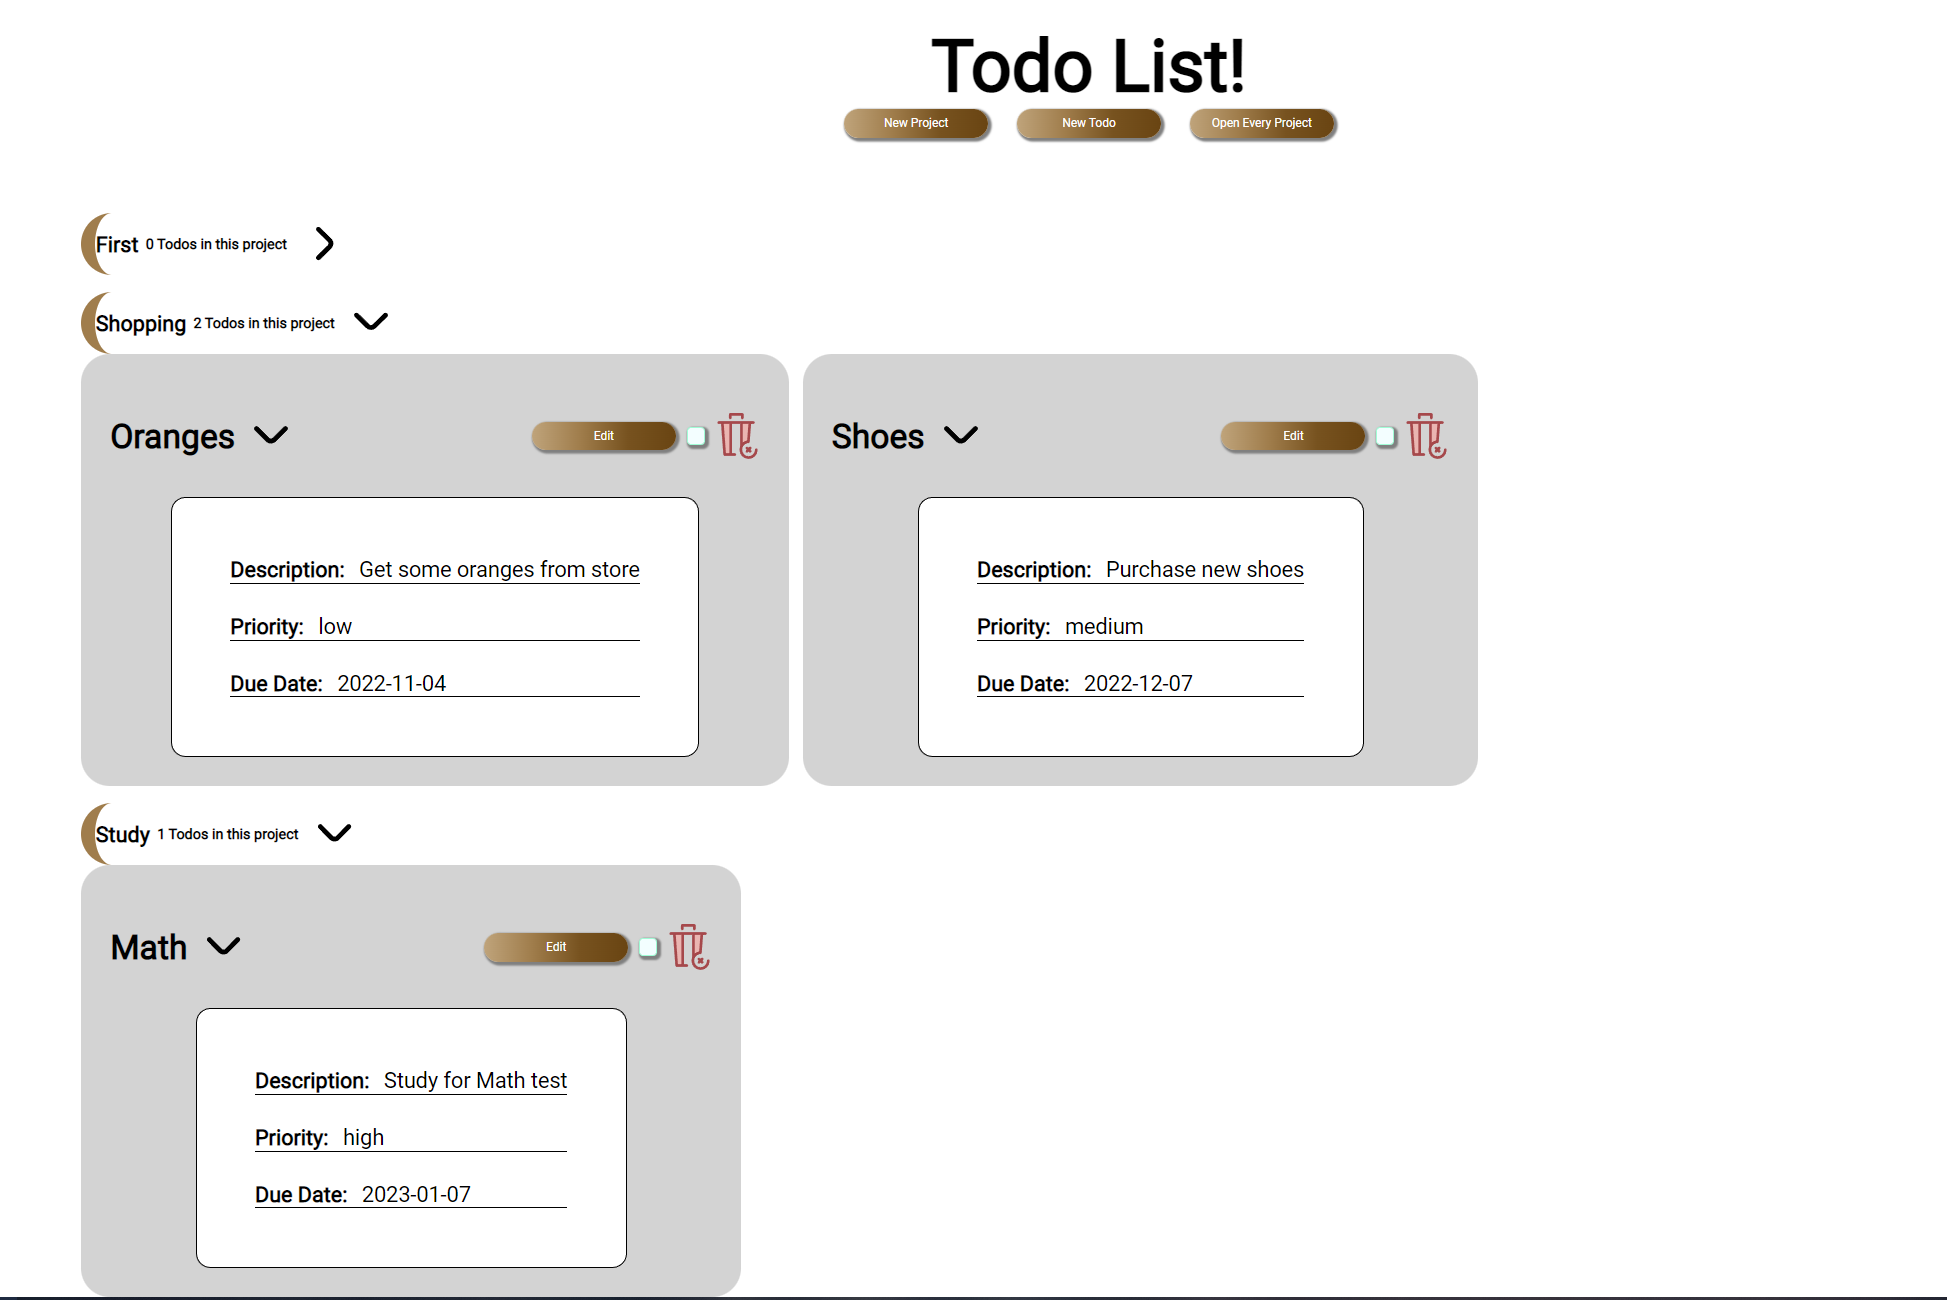 Todo List!
New Project New Todo Open Every Project
First 0 Todos in this project
Shopping 2 Todos in this project
Oranges Edit
Description: Get some oranges from store
Priority: low
Due Date: 2022-11-04
Shoes Edit
Description: Purchase new shoes
Priority: medium
Due Date: 2022-12-07
Study 1 Todos in this project
Math Edit
Description: Study for Math test
Priority: high
Due Date: 2023-01-07